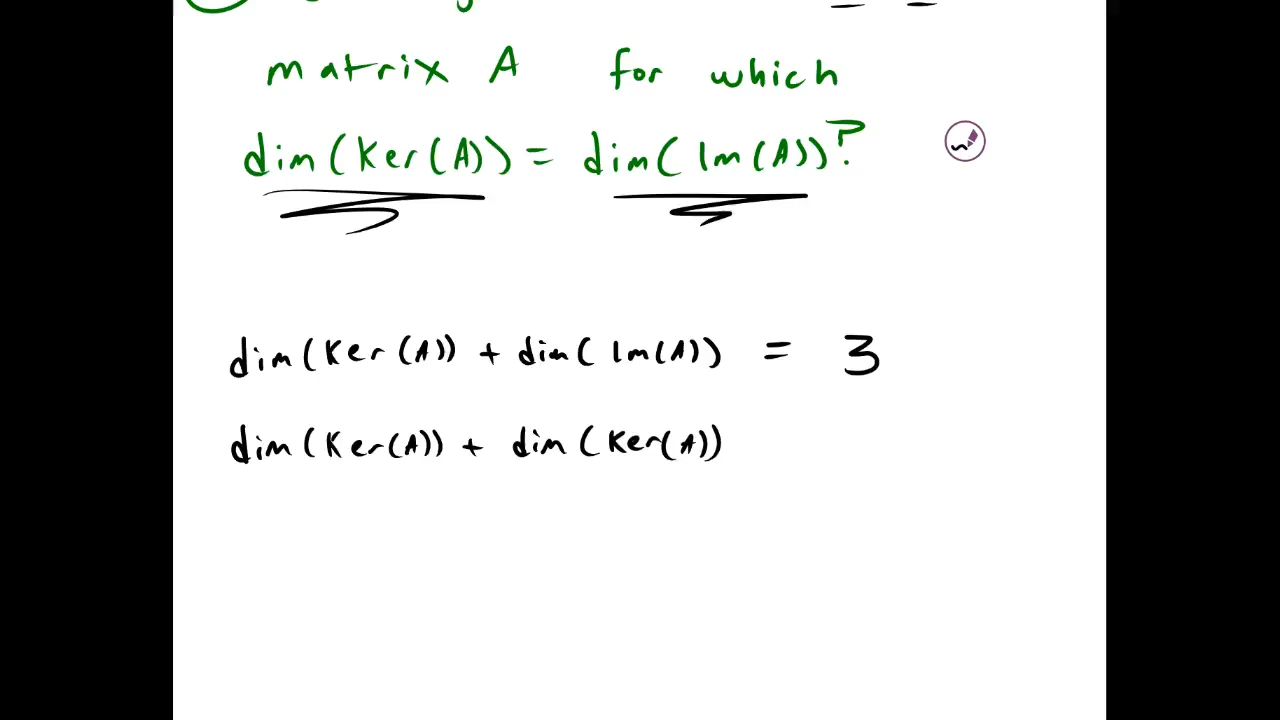 matrix A for which
dim(Ker(A)) = dim(Im(A))?
dim(Ker(A)) + dim(Im(A)) = 3
dim(Ker(A)) + dim(Ker(A))